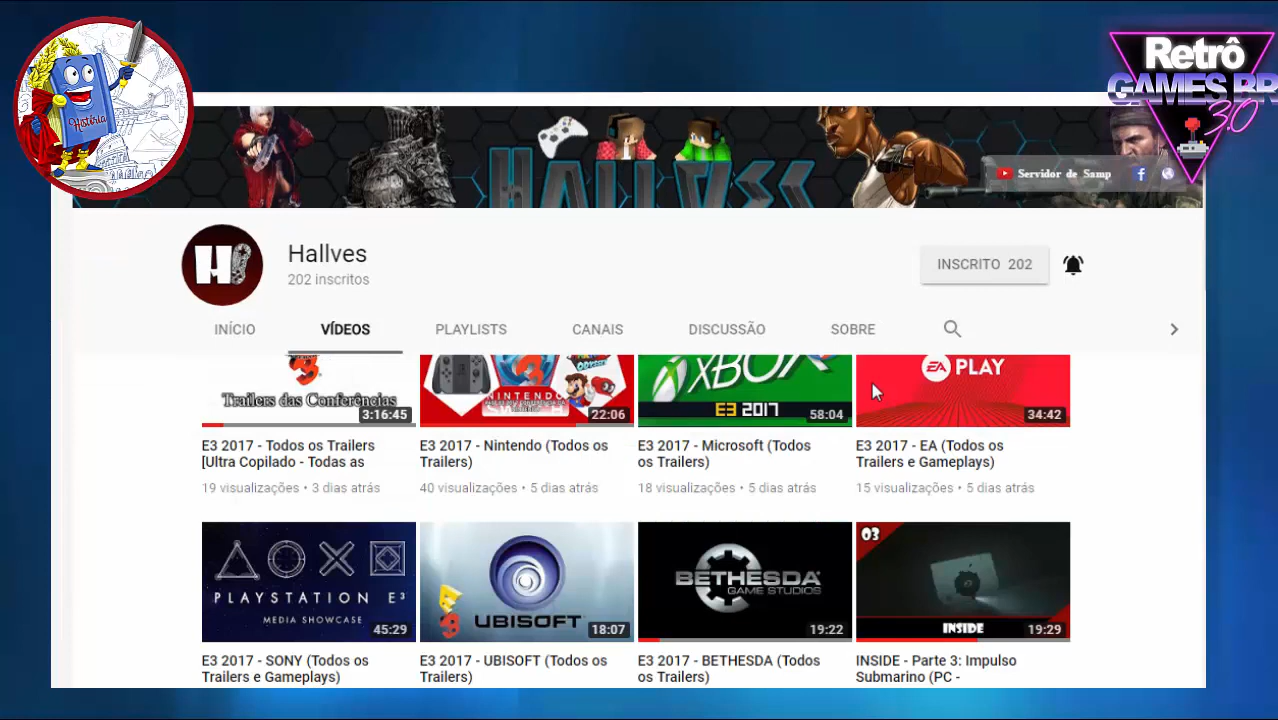 História
Retrô
GAMES BR
3.0
HALLVES
Servidor de Samp
H
Hallves
202 inscritos
INSCRITO 202
INÍCIO VÍDEOS PLAYLISTS CANAIS DISCUSSÃO SOBRE
Trailers das Conferências
3:16:45
NINTENDO
22:06
XBOX
E3 2017
58:04
EA PLAY
34:42
E3 2017 - Todos os Trailers
[Ultra Copilado - Todas as
19 visualizações • 3 dias atrás
E3 2017 - Nintendo (Todos os
Trailers)
40 visualizações • 5 dias atrás
E3 2017 - Microsoft (Todos
os Trailers)
18 visualizações • 5 dias atrás
E3 2017 - EA (Todos os
Trailers e Gameplays)
15 visualizações • 5 dias atrás
PLAYSTATION E³
MEDIA SHOWCASE
45:29
E3
UBISOFT
18:07
BETHESDA
GAME STUDIOS
19:22
03
INSIDE
19:29
E3 2017 - SONY (Todos os
Trailers e Gameplays)
E3 2017 - UBISOFT (Todos os
Trailers)
E3 2017 - BETHESDA (Todos
os Trailers)
INSIDE - Parte 3: Impulso
Submarino (PC -